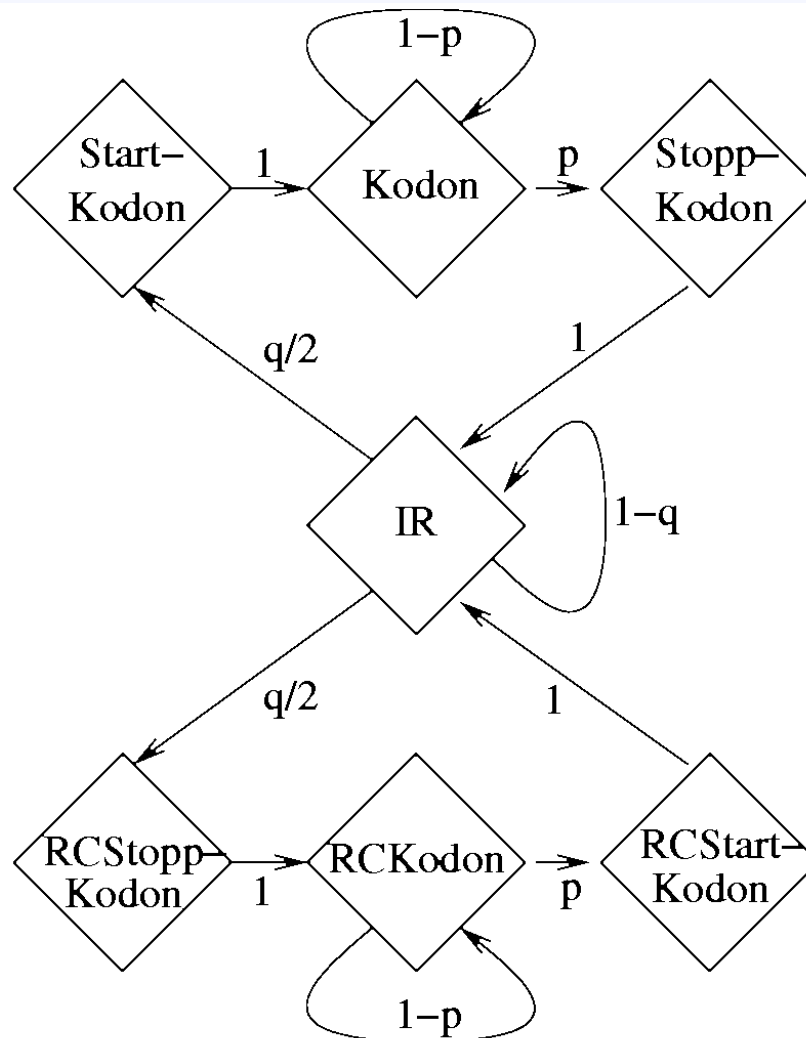 1−p
Start−
Kodon
1
Kodon
p
Stopp−
Kodon
q/2
1
IR
1−q
q/2
1
RCStopp−
Kodon
1
RCKodon
p
RCStart−
Kodon
1−p